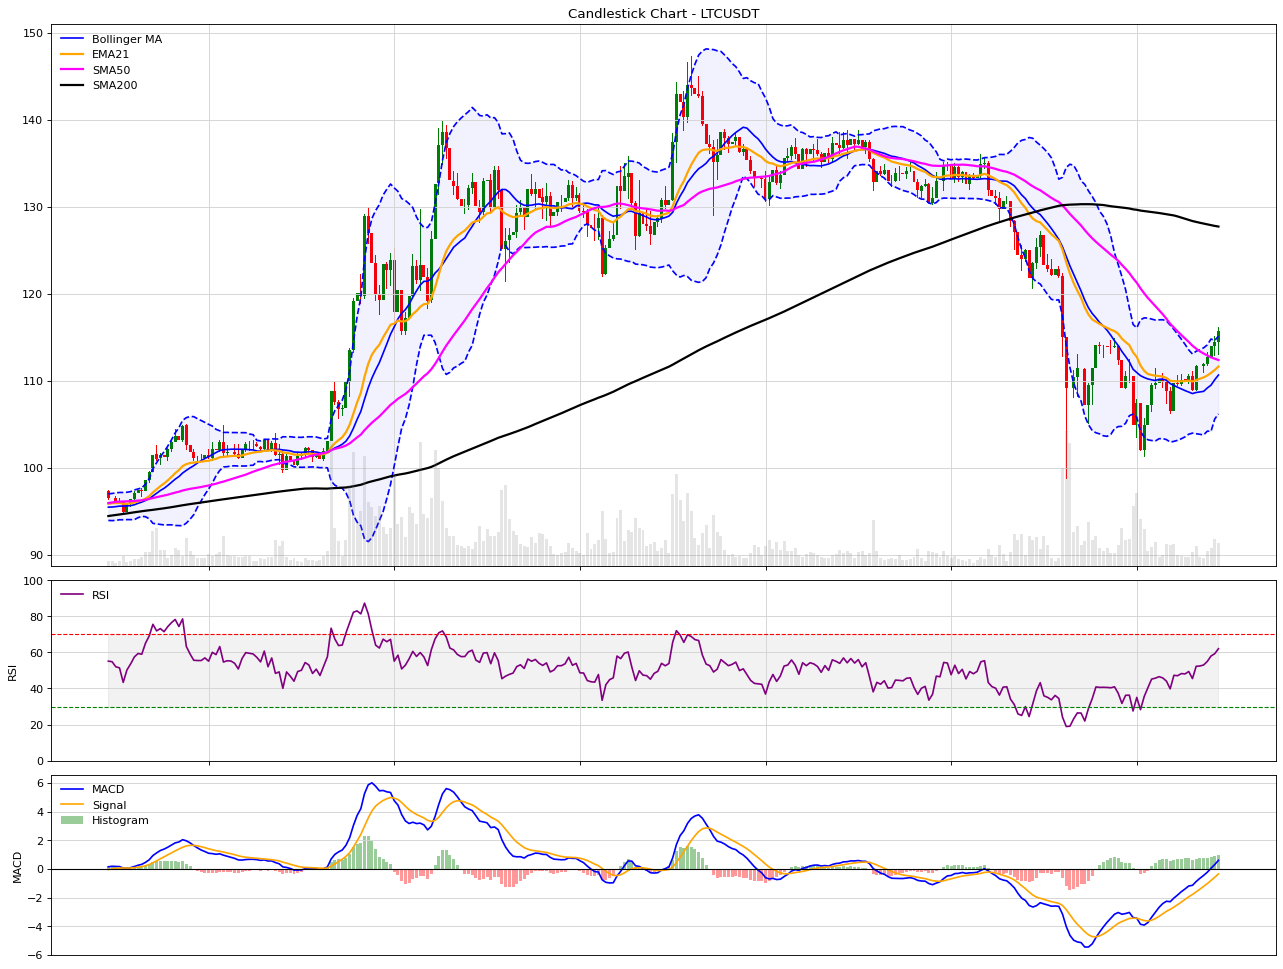 Candlestick Chart - LTCUSDT
150
140
130
120
110
100
90
Bollinger MA
EMA21
SMA50
SMA200
100
80
60
40
20
0
RSI
RSI
6
4
2
0
−2
−4
−6
MACD
MACD
Signal
Histogram